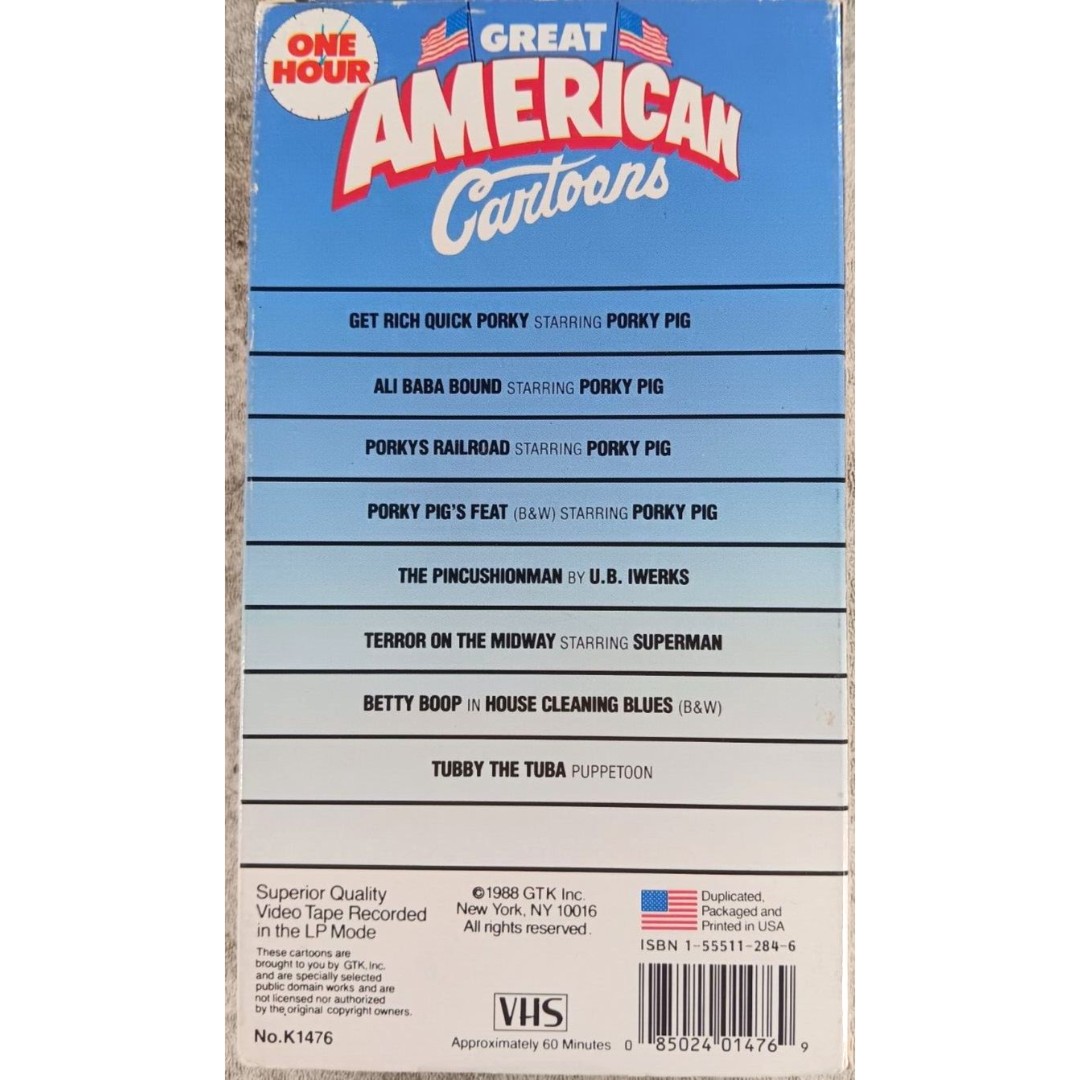 ONE
HOUR
GREAT
AMERICAN
Cartoons
GET RICH QUICK PORKY STARRING PORKY PIG
ALI BABA BOUND STARRING PORKY PIG
PORKYS RAILROAD STARRING PORKY PIG
PORKY PIG'S FEAT (B&W) STARRING PORKY PIG
THE PINCUSHIONMAN BY U.B. IWERKS
TERROR ON THE MIDWAY STARRING SUPERMAN
BETTY BOOP IN HOUSE CLEANING BLUES (B&W)
TUBBY THE TUBA PUPPETOON
Superior Quality
Video Tape Recorded
in the LP Mode
These cartoons are
brought to you by GTK, Inc.
and are specially selected
public domain works and are
not licensed nor authorized
by the original copyright owners.
No.K1476
©1988 GTK Inc.
New York, NY 10016
All rights reserved.
VHS
Approximately 60 Minutes
Duplicated,
Packaged and
Printed in USA
ISBN 1-55511-284-6
0 85024 01476 9